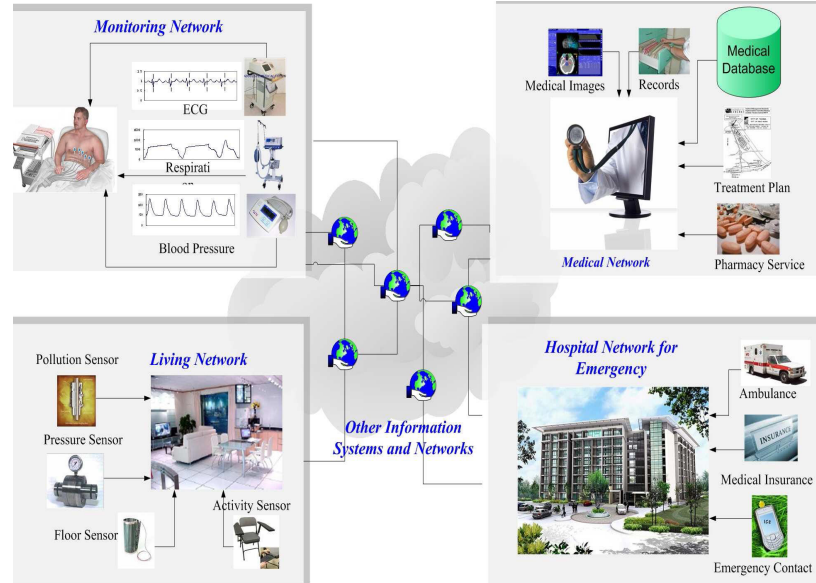 Monitoring Network
ECG
Respirati
on
Blood Pressure
Medical Images
Records
Medical
Database
Treatment Plan
Pharmacy Service
Medical Network
Living Network
Pollution Sensor
Pressure Sensor
Floor Sensor
Activity Sensor
Other Information
Systems and Networks
Hospital Network for
Emergency
Ambulance
INSURANCE
Medical Insurance
Emergency Contact